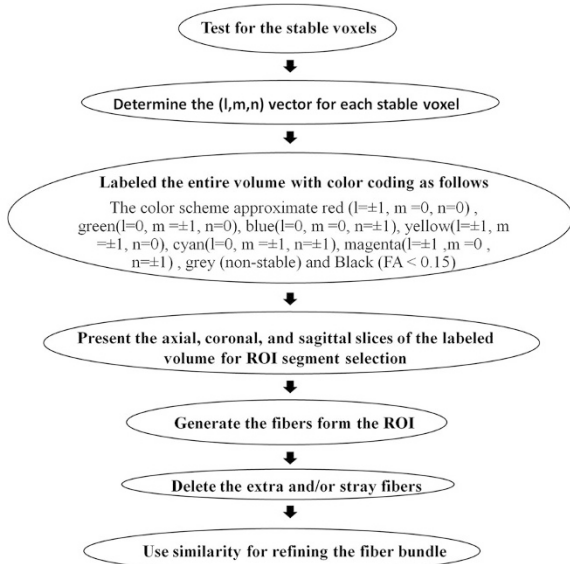 Test for the stable voxels
Determine the (l,m,n) vector for each stable voxel
Labeled the entire volume with color coding as follows
The color scheme approximate red (l=±1, m =0, n=0) ,
green(l=0, m =±1, n=0), blue(l=0, m =0, n=±1), yellow(l=±1, m
=±1, n=0), cyan(l=0, m =±1, n=±1), magenta(l=±1 ,m =0 ,
n=±1) , grey (non-stable) and Black (FA < 0.15)
Present the axial, coronal, and sagittal slices of the labeled
volume for ROI segment selection
Generate the fibers form the ROI
Delete the extra and/or stray fibers
Use similarity for refining the fiber bundle